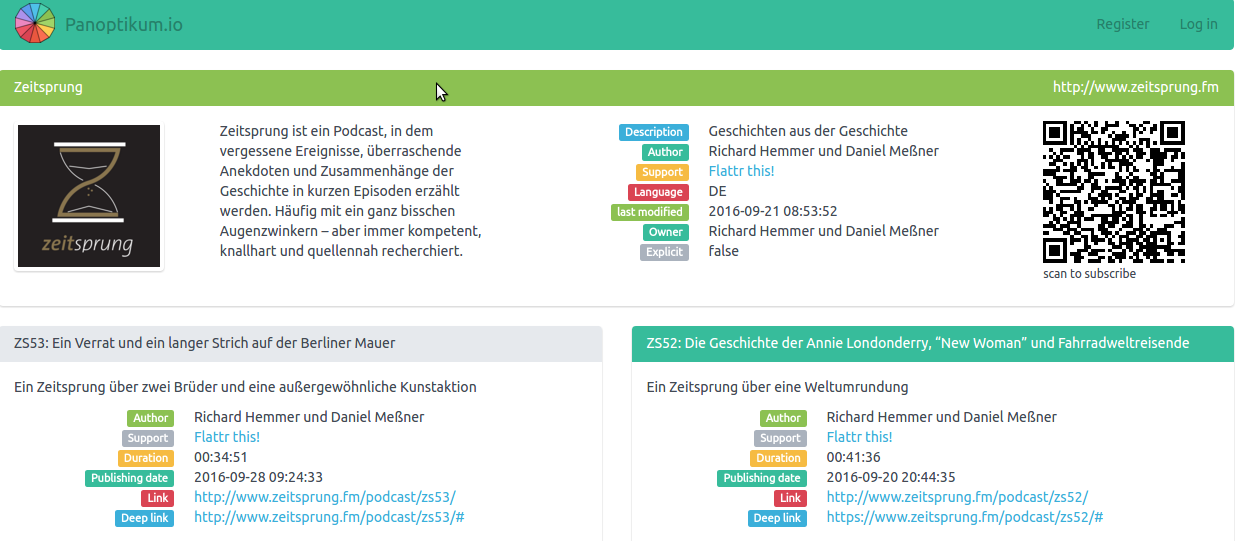 Panoptikum.io
Register
Log in
Zeitsprung
http://www.zeitsprung.fm
zeitsprung
Zeitsprung ist ein Podcast, in dem
vergessene Ereignisse, überraschende
Anekdoten und Zusammenhänge der
Geschichte in kurzen Episoden erzählt
werden. Häufig mit ein ganz bisschen
Augenzwinkern – aber immer kompetent,
knallhart und quellennah recherchiert.
Description Geschichten aus der Geschichte
Author Richard Hemmer und Daniel Meßner
Support Flattr this!
Language DE
last modified 2016-09-21 08:53:52
Owner Richard Hemmer und Daniel Meßner
Explicit false
scan to subscribe
ZS53: Ein Verrat und ein langer Strich auf der Berliner Mauer
Ein Zeitsprung über zwei Brüder und eine außergewöhnliche Kunstaktion
Author Richard Hemmer und Daniel Meßner
Support Flattr this!
Duration 00:34:51
Publishing date 2016-09-28 09:24:33
Link http://www.zeitsprung.fm/podcast/zs53/
Deep link http://www.zeitsprung.fm/podcast/zs53/#
ZS52: Die Geschichte der Annie Londonderry, “New Woman” und Fahrradweltreisende
Ein Zeitsprung über eine Weltumrundung
Author Richard Hemmer und Daniel Meßner
Support Flattr this!
Duration 00:41:36
Publishing date 2016-09-20 20:44:35
Link http://www.zeitsprung.fm/podcast/zs52/
Deep link https://www.zeitsprung.fm/podcast/zs52/#